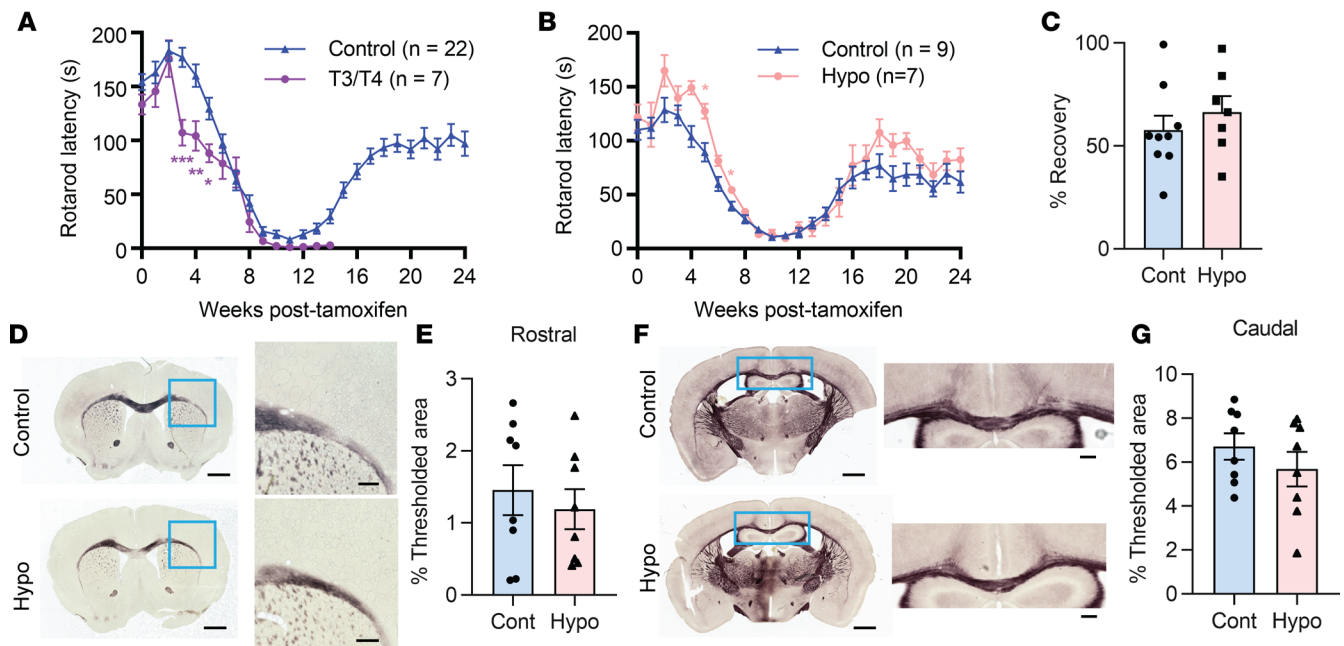 A
Rotarod latency (s)
200
150
100
50
0
Control (n = 22)
T3/T4 (n = 7)
***
**
*
0 4 8 12 16 20 24
Weeks post-tamoxifen
B
Rotarod latency (s)
200
150
100
50
0
Control (n = 9)
Hypo (n=7)
*
*
0 4 8 12 16 20 24
Weeks post-tamoxifen
C
% Recovery
100
50
0
Cont Hypo
D
Control
Hypo
E
Rostral
% Thresholded area
3
2
1
0
Cont Hypo
F
Control
Hypo
G
Caudal
% Thresholded area
10
8
6
4
2
0
Cont Hypo